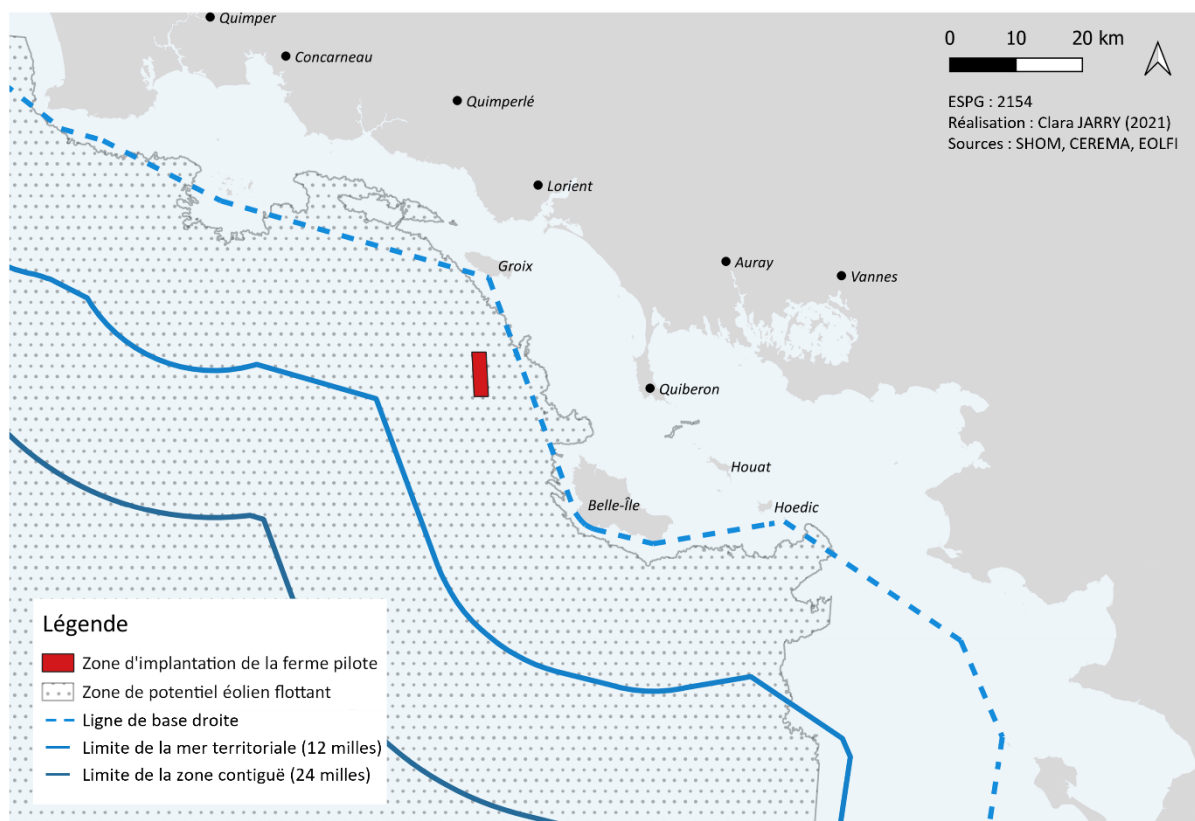 Quimper
Concarneau
Quimperlé
Lorient
Groix
Auray
Vannes
Quiberon
Houat
Belle-Île
Hoedic
0 10 20 km
ESPG : 2154
Réalisation : Clara JARRY (2021)
Sources : SHOM, CEREMA, EOLFI
Légende
Zone d'implantation de la ferme pilote
Zone de potentiel éolien flottant
Ligne de base droite
Limite de la mer territoriale (12 milles)
Limite de la zone contiguë (24 milles)